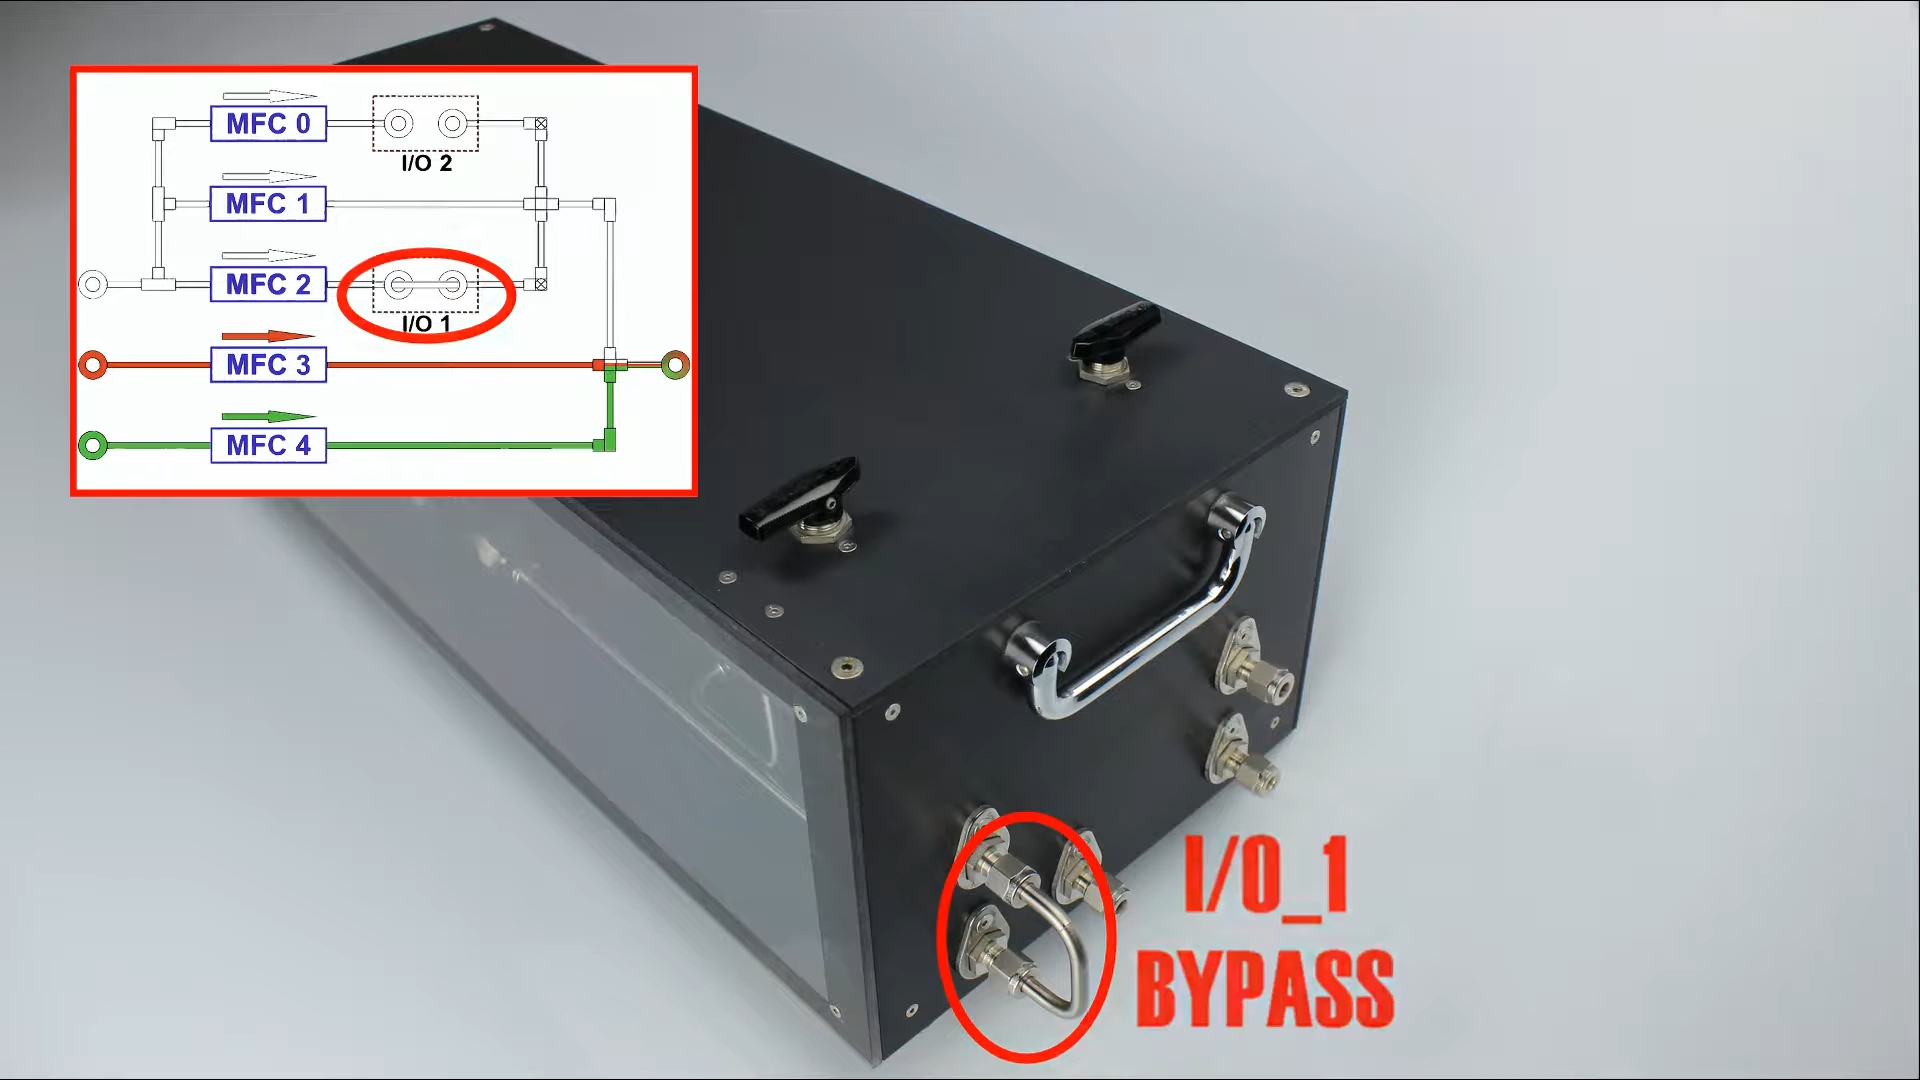 MFC 0
I/O 2
MFC 1
MFC 2
I/O 1
MFC 3
MFC 4
I/O_1
BYPASS